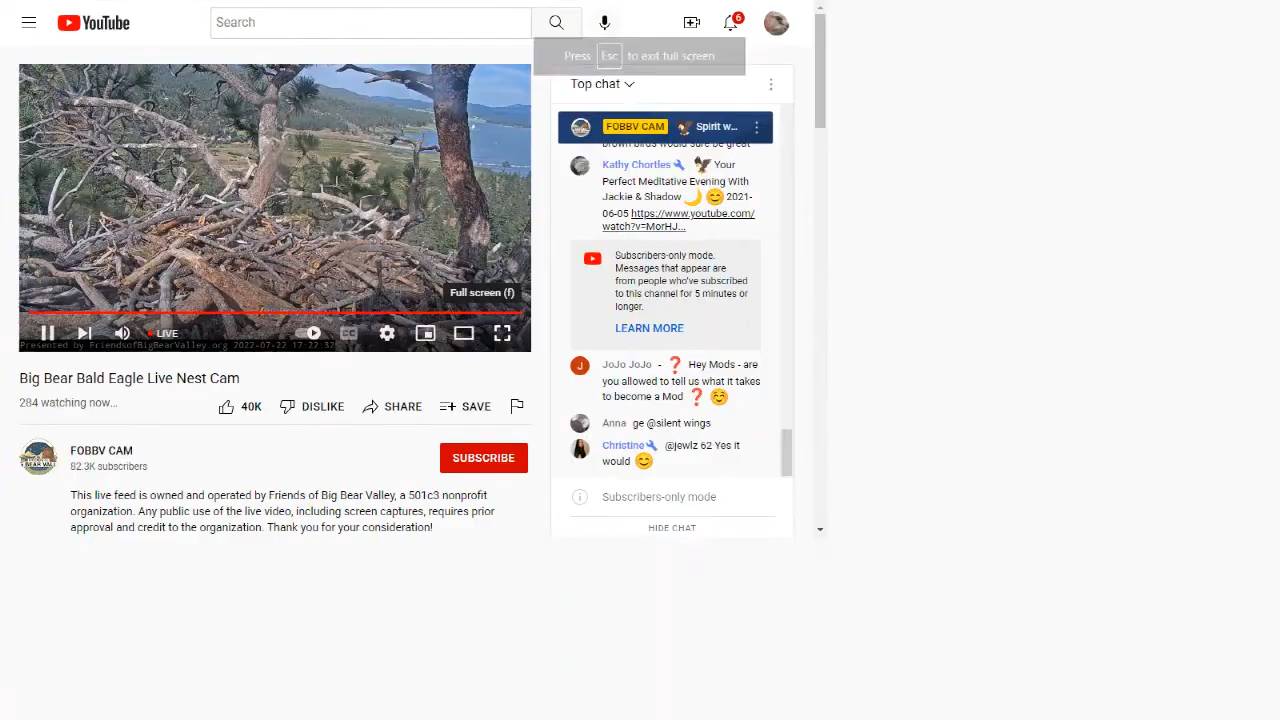 YouTube
Search
6
Press Esc to exit full screen
Top chat
FOBBV CAM Spirit w...
brown birds would sure be great
Kathy Chortles Your
Perfect Meditative Evening With
Jackie & Shadow 🌙 😊 2021-
06-05 https://www.youtube.com/
watch?v=MorHJ...
Subscribers-only mode.
Messages that appear are
from people who've subscribed
to this channel for 5 minutes or
longer.
LEARN MORE
J JoJo JoJo - ❓ Hey Mods - are
you allowed to tell us what it takes
to become a Mod ❓ ☺️
Anna ge @silent wings
Christine @jewlz 62 Yes it
would 😊
Subscribers-only mode
HIDE CHAT
Full screen (f)
LIVE
Presented by FriendsofBigBearValley.org 2022-07-22 17:22:32
Big Bear Bald Eagle Live Nest Cam
284 watching now...
40K DISLIKE SHARE SAVE
FOBBV CAM
82.3K subscribers
SUBSCRIBE
This live feed is owned and operated by Friends of Big Bear Valley, a 501c3 nonprofit
organization. Any public use of the live video, including screen captures, requires prior
approval and credit to the organization. Thank you for your consideration!